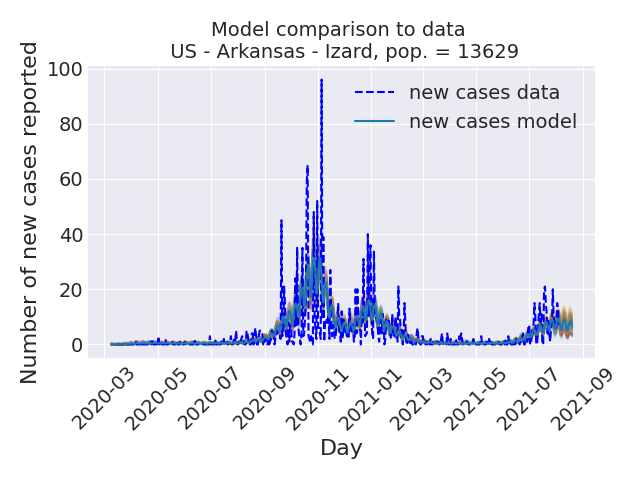 Model comparison to data
US - Arkansas - Izard, pop. = 13629
Number of new cases reported
100
80
60
40
20
0
new cases data
new cases model
2020-03
2020-05
2020-07
2020-09
2020-11
2021-01
2021-03
2021-05
2021-07
2021-09
Day